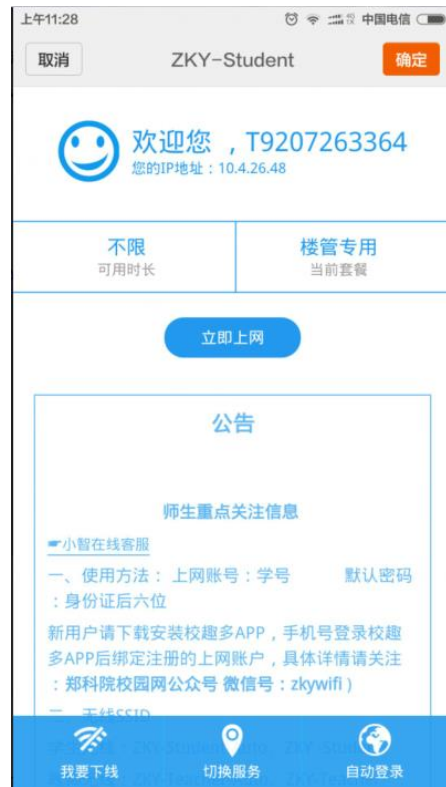 上午11:28
中国电信
取消
ZKY-Student
确定
欢迎您 ，T9207263364
您的IP地址：10.4.26.48
不限
楼管专用
可用时长
当前套餐
立即上网
公告
师生重点关注信息
☛小智在线客服
一、使用方法： 上网账号：学号 默认密码
：身份证后六位
新用户请下载安装校趣多APP，手机号登录校趣
多APP后绑定注册的上网账户，具体详情请关注
：郑科院校园网公众号 微信号：zkywifi ）
二、无线SSID
我要下线
切换服务
自动登录